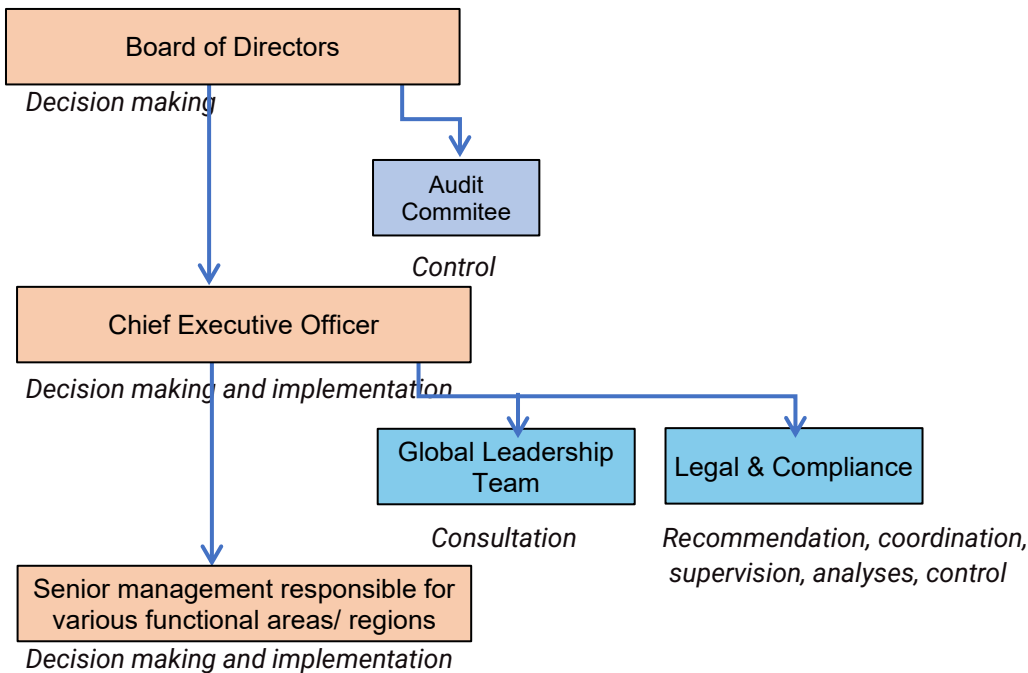 Board of Directors
Decision making
Audit
Commitee
Control
Chief Executive Officer
Decision making and implementation
Global Leadership
Team
Legal & Compliance
Consultation
Recommendation, coordination,
supervision, analyses, control
Senior management responsible for
various functional areas/ regions
Decision making and implementation